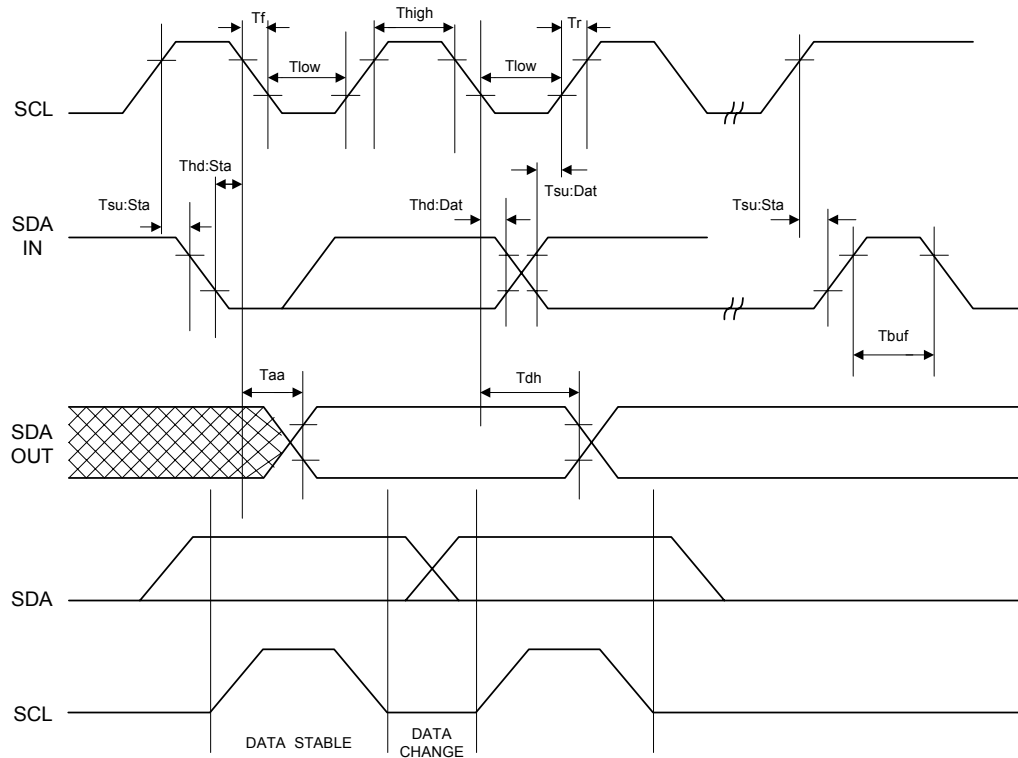 Tf
Thigh
Tr
Tlow
Tlow
SCL
Thd:Sta
Tsu:Sta
Thd:Dat
Tsu:Dat
Tsu:Sta
SDA
IN
Tbuf
Taa
Tdh
SDA
OUT
SDA
SCL
DATA STABLE
DATA
CHANGE